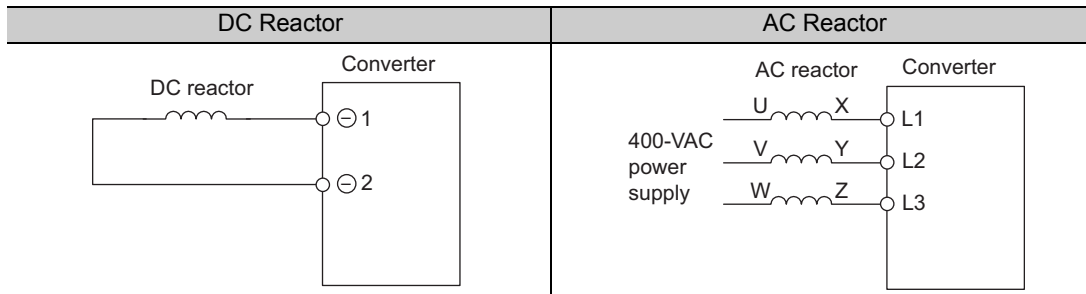 DC Reactor
AC Reactor
Converter
DC reactor
⊖ 1
⊖ 2
AC reactor
Converter
U X
L1
400-VAC
power
supply
V Y
L2
W Z
L3